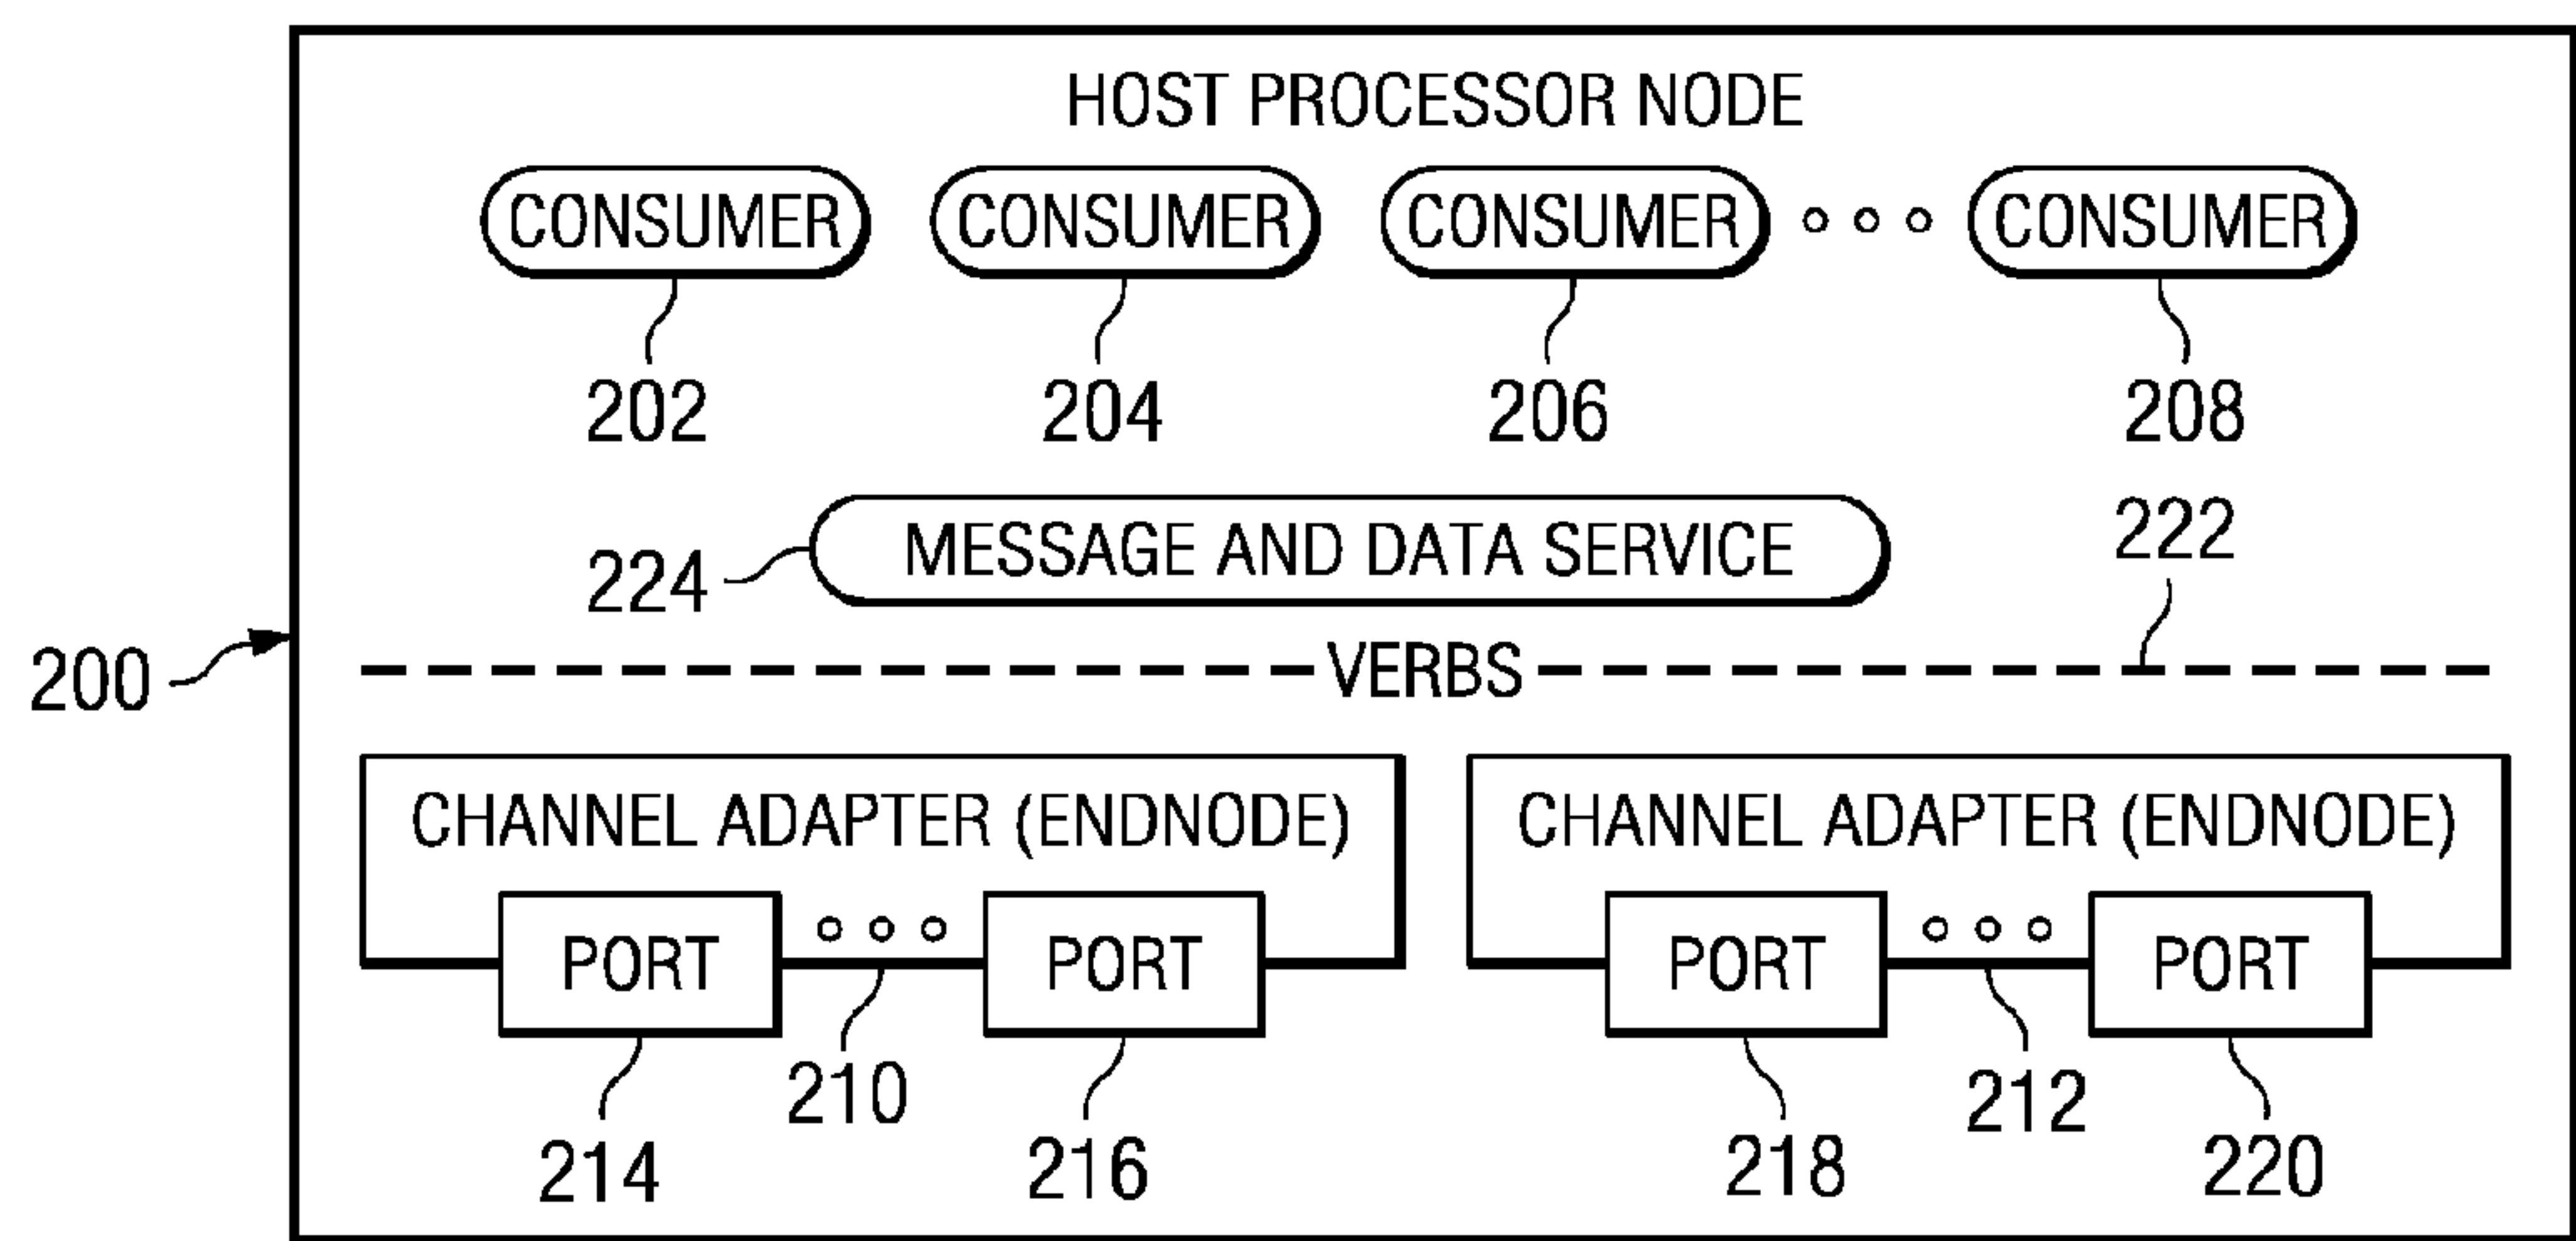 HOST PROCESSOR NODE
CONSUMER CONSUMER CONSUMER CONSUMER
202 204 206 208
MESSAGE AND DATA SERVICE
224
222
200
VERBS
CHANNEL ADAPTER (ENDNODE) CHANNEL ADAPTER (ENDNODE)
PORT PORT PORT PORT
210 212
214 216 218 220